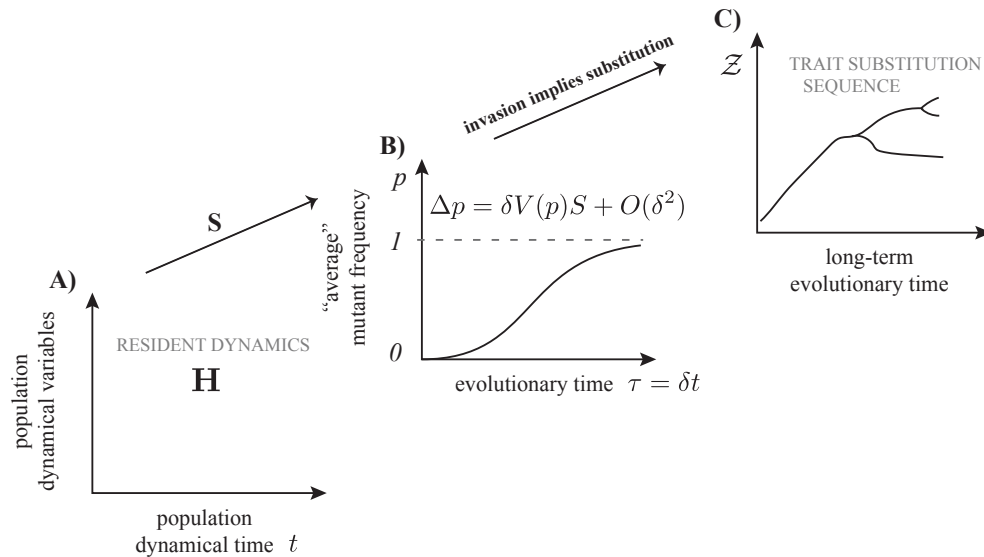 C)
𝒵
TRAIT SUBSTITUTION
SEQUENCE
long-term
evolutionary time
invasion implies substitution
B)
p
Δp = δV(p)S + O(δ²)
1
0
“average”
mutant frequency
evolutionary time τ = δt
S
A)
RESIDENT DYNAMICS
H
population
dynamical variables
population
dynamical time t